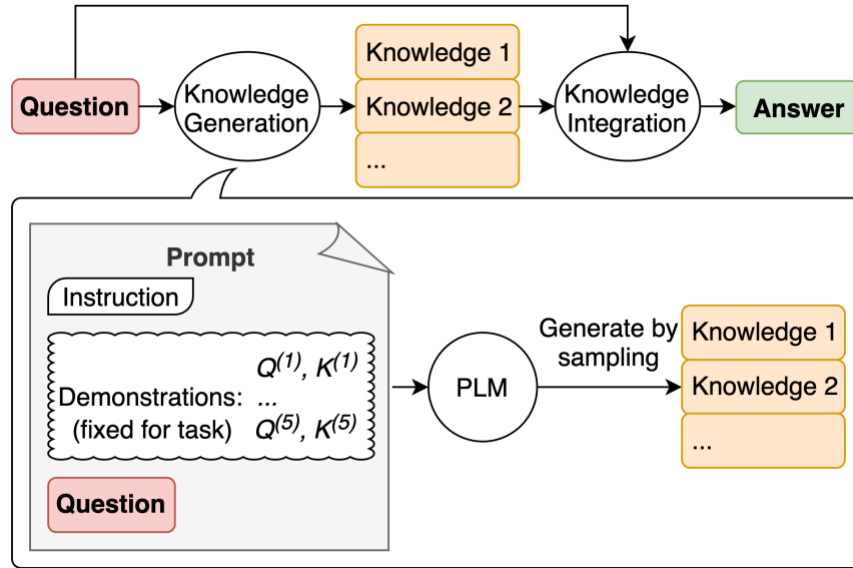 Question
Knowledge
Generation
Knowledge 1
Knowledge 2
...
Knowledge
Integration
Answer
Prompt
Instruction
Q(1), K(1)
Demonstrations: ...
(fixed for task) Q(5), K(5)
Question
PLM
Generate by
sampling
Knowledge 1
Knowledge 2
...